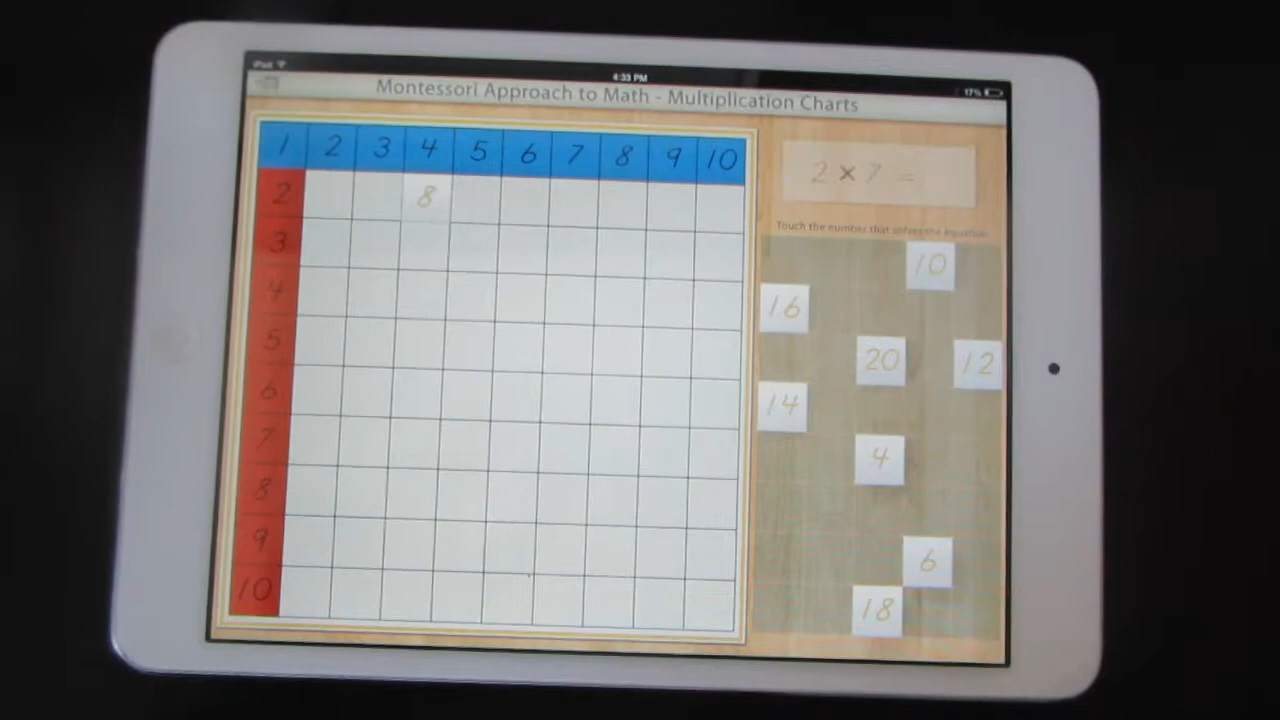 iPad
4:33 PM
17%
Montessori Approach to Math - Multiplication Charts
1 2 3 4 5 6 7 8 9 10
2 8
3
4
5
6
7
8
9
10
2 × 7 =
Touch the number that solves the equation
10
16
20 12
14
4
6
18